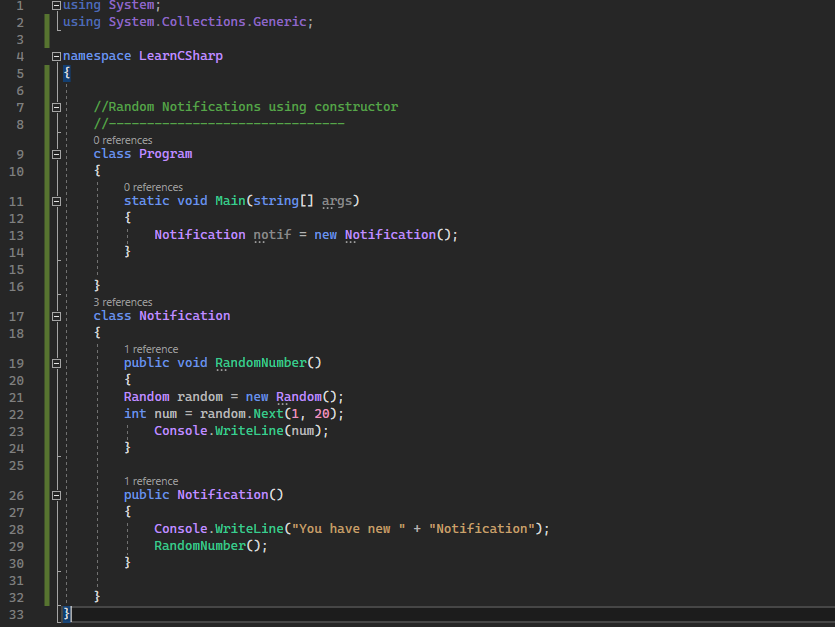 1 using System;
2 using System.Collections.Generic;
3
4 namespace LearnCSharp
5 {
6
7 //Random Notifications using constructor
8 //-------------------------------
0 references
9 class Program
10 {
0 references
11 static void Main(string[] args)
12 {
13 Notification notif = new Notification();
14 }
15
16 }
3 references
17 class Notification
18 {
1 reference
19 public void RandomNumber()
20 {
21 Random random = new Random();
22 int num = random.Next(1, 20);
23 Console.WriteLine(num);
24 }
25
1 reference
26 public Notification()
27 {
28 Console.WriteLine("You have new " + "Notification");
29 RandomNumber();
30 }
31
32 }
33 }